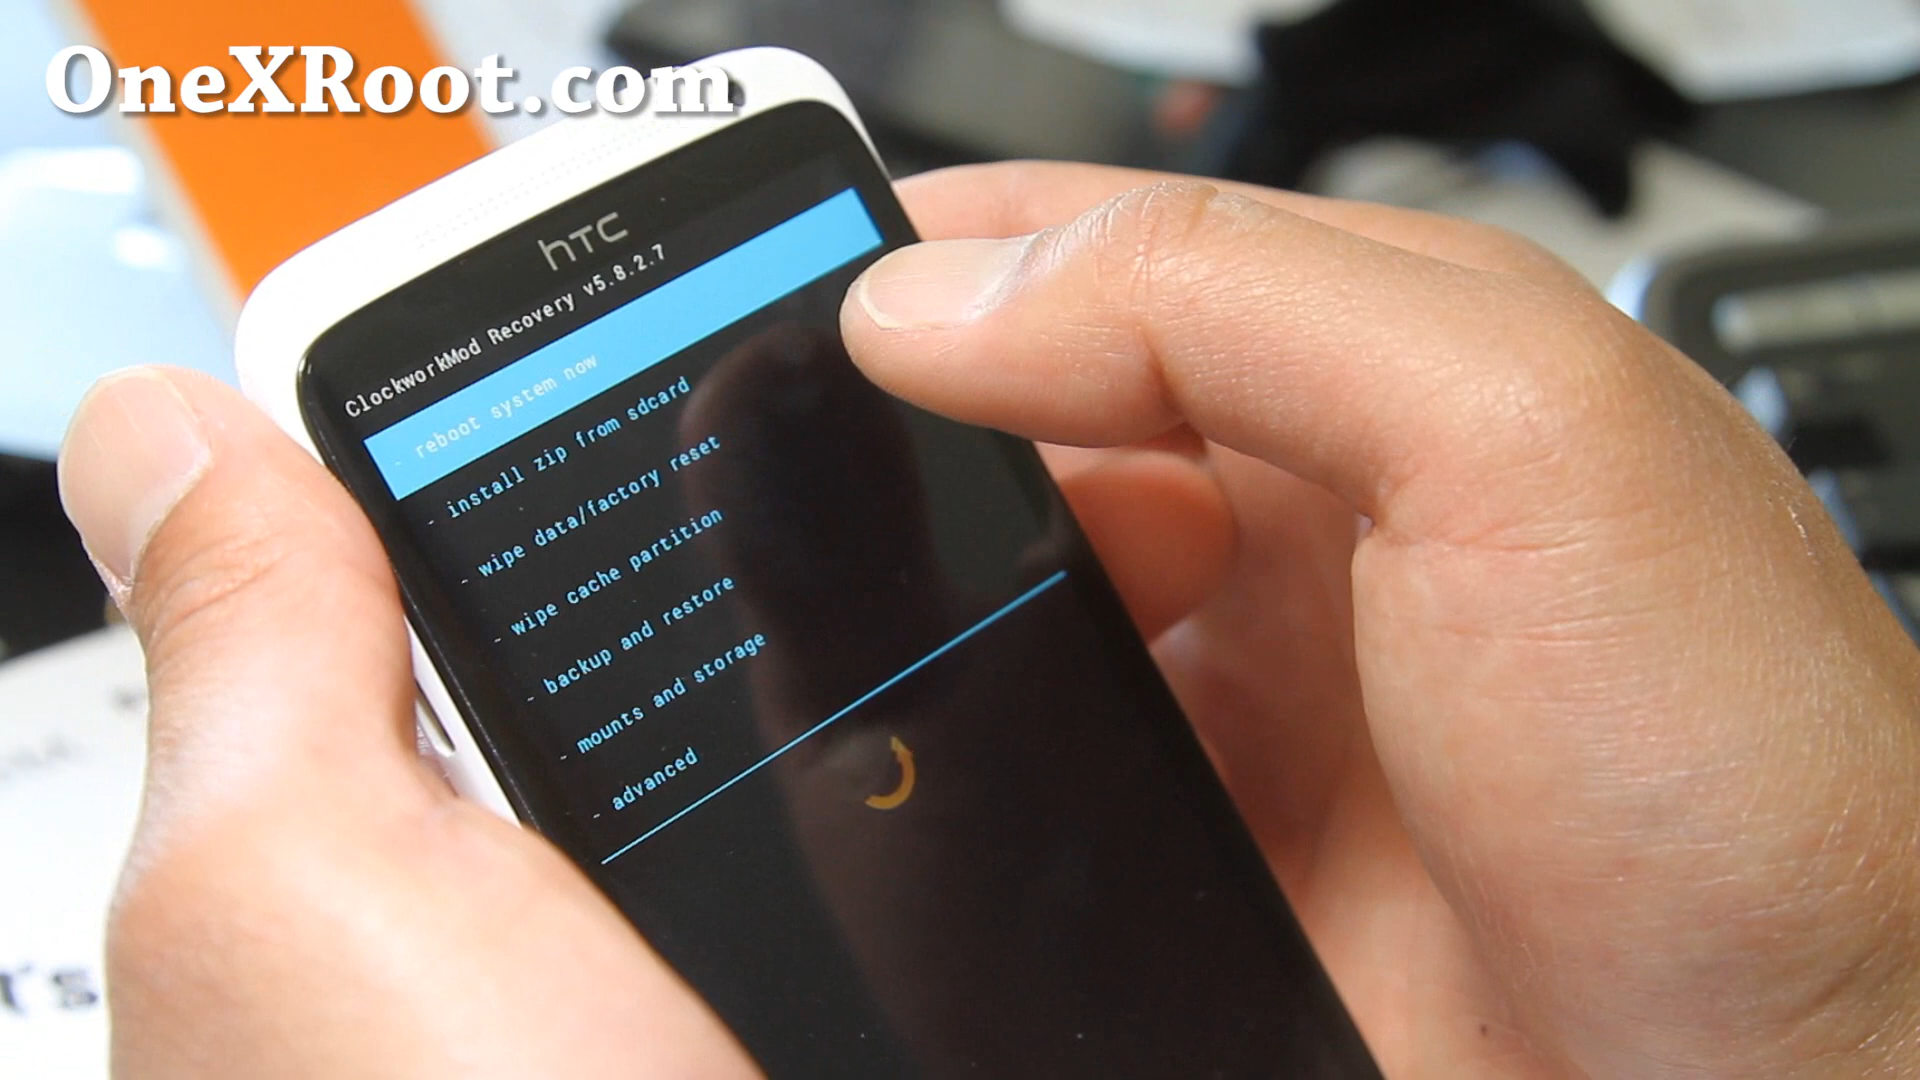 OneXRoot.com
hTC
ClockworkMod Recovery v5.8.2.7
- reboot system now
- install zip from sdcard
- wipe data/factory reset
- wipe cache partition
- backup and restore
- mounts and storage
- advanced